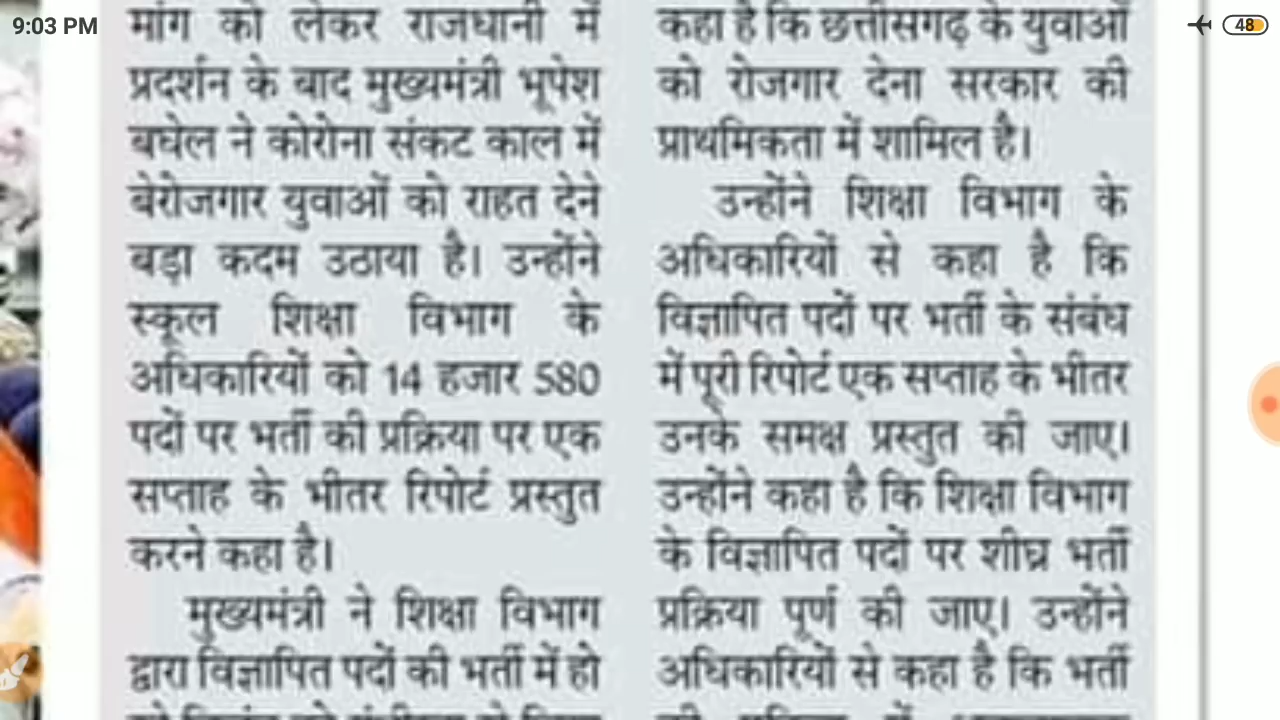 9:03 PM
48
मांग को लेकर राजधानी में
प्रदर्शन के बाद मुख्यमंत्री भूपेश
बघेल ने कोरोना संकट काल में
बेरोजगार युवाओं को राहत देने
बड़ा कदम उठाया है। उन्होंने
स्कूल शिक्षा विभाग के
अधिकारियों को 14 हजार 580
पदों पर भर्ती की प्रक्रिया पर एक
सप्ताह के भीतर रिपोर्ट प्रस्तुत
करने कहा है।
मुख्यमंत्री ने शिक्षा विभाग
द्वारा विज्ञापित पदों की भर्ती में हो
कहा है कि छत्तीसगढ़ के युवाओं
को रोजगार देना सरकार की
प्राथमिकता में शामिल है।
उन्होंने शिक्षा विभाग के
अधिकारियों से कहा है कि
विज्ञापित पदों पर भर्ती के संबंध
में पूरी रिपोर्ट एक सप्ताह के भीतर
उनके समक्ष प्रस्तुत की जाए।
उन्होंने कहा है कि शिक्षा विभाग
के विज्ञापित पदों पर शीघ्र भर्ती
प्रक्रिया पूर्ण की जाए। उन्होंने
अधिकारियों से कहा है कि भर्ती